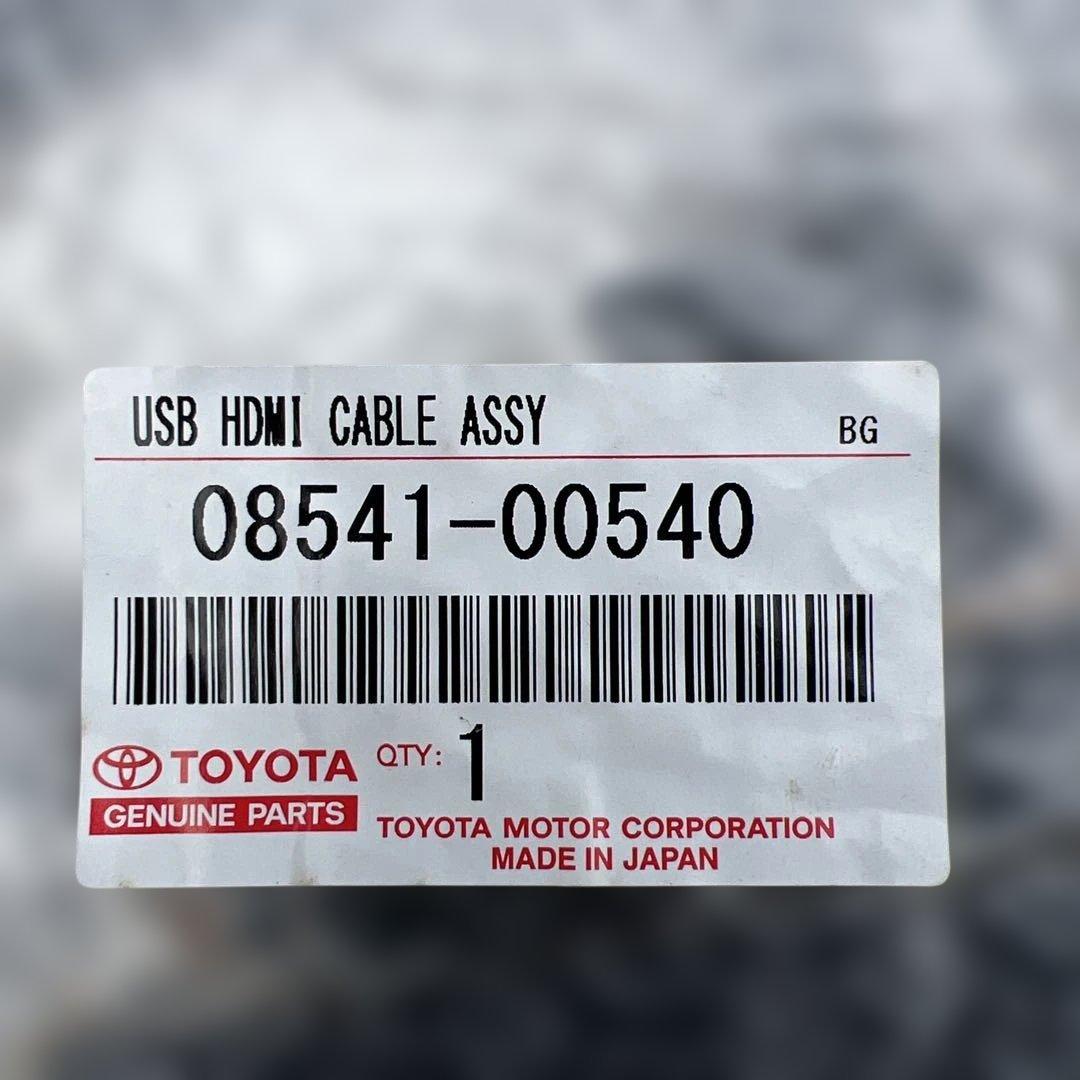 USB HDMI CABLE ASSY BG
08541-00540
TOYOTA QTY: 1
GENUINE PARTS
TOYOTA MOTOR CORPORATION
MADE IN JAPAN